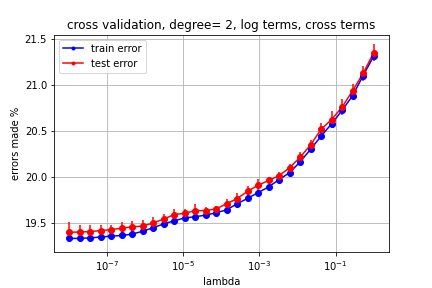 cross validation, degree= 2, log terms, cross terms
train error
test error
errors made %
21.5
21.0
20.5
20.0
19.5
10⁻⁷
10⁻⁵
10⁻³
10⁻¹
lambda